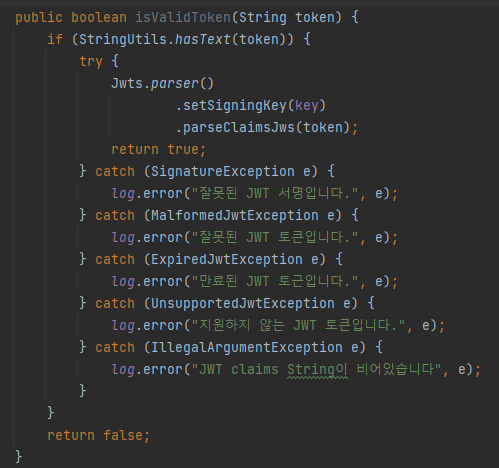 public boolean isValidToken(String token) {
if (StringUtils.hasText(token)) {
try {
Jwts.parser()
.setSigningKey(key)
.parseClaimsJws(token);
return true;
} catch (SignatureException e) {
log.error("잘못된 JWT 서명입니다.", e);
} catch (MalformedJwtException e) {
log.error("잘못된 JWT 토큰입니다.", e);
} catch (ExpiredJwtException e) {
log.error("만료된 JWT 토근입니다.", e);
} catch (UnsupportedJwtException e) {
log.error("지원하지 않는 JWT 토큰입니다.", e);
} catch (IllegalArgumentException e) {
log.error("JWT claims String이 비어있습니다", e);
}
}
return false;
}